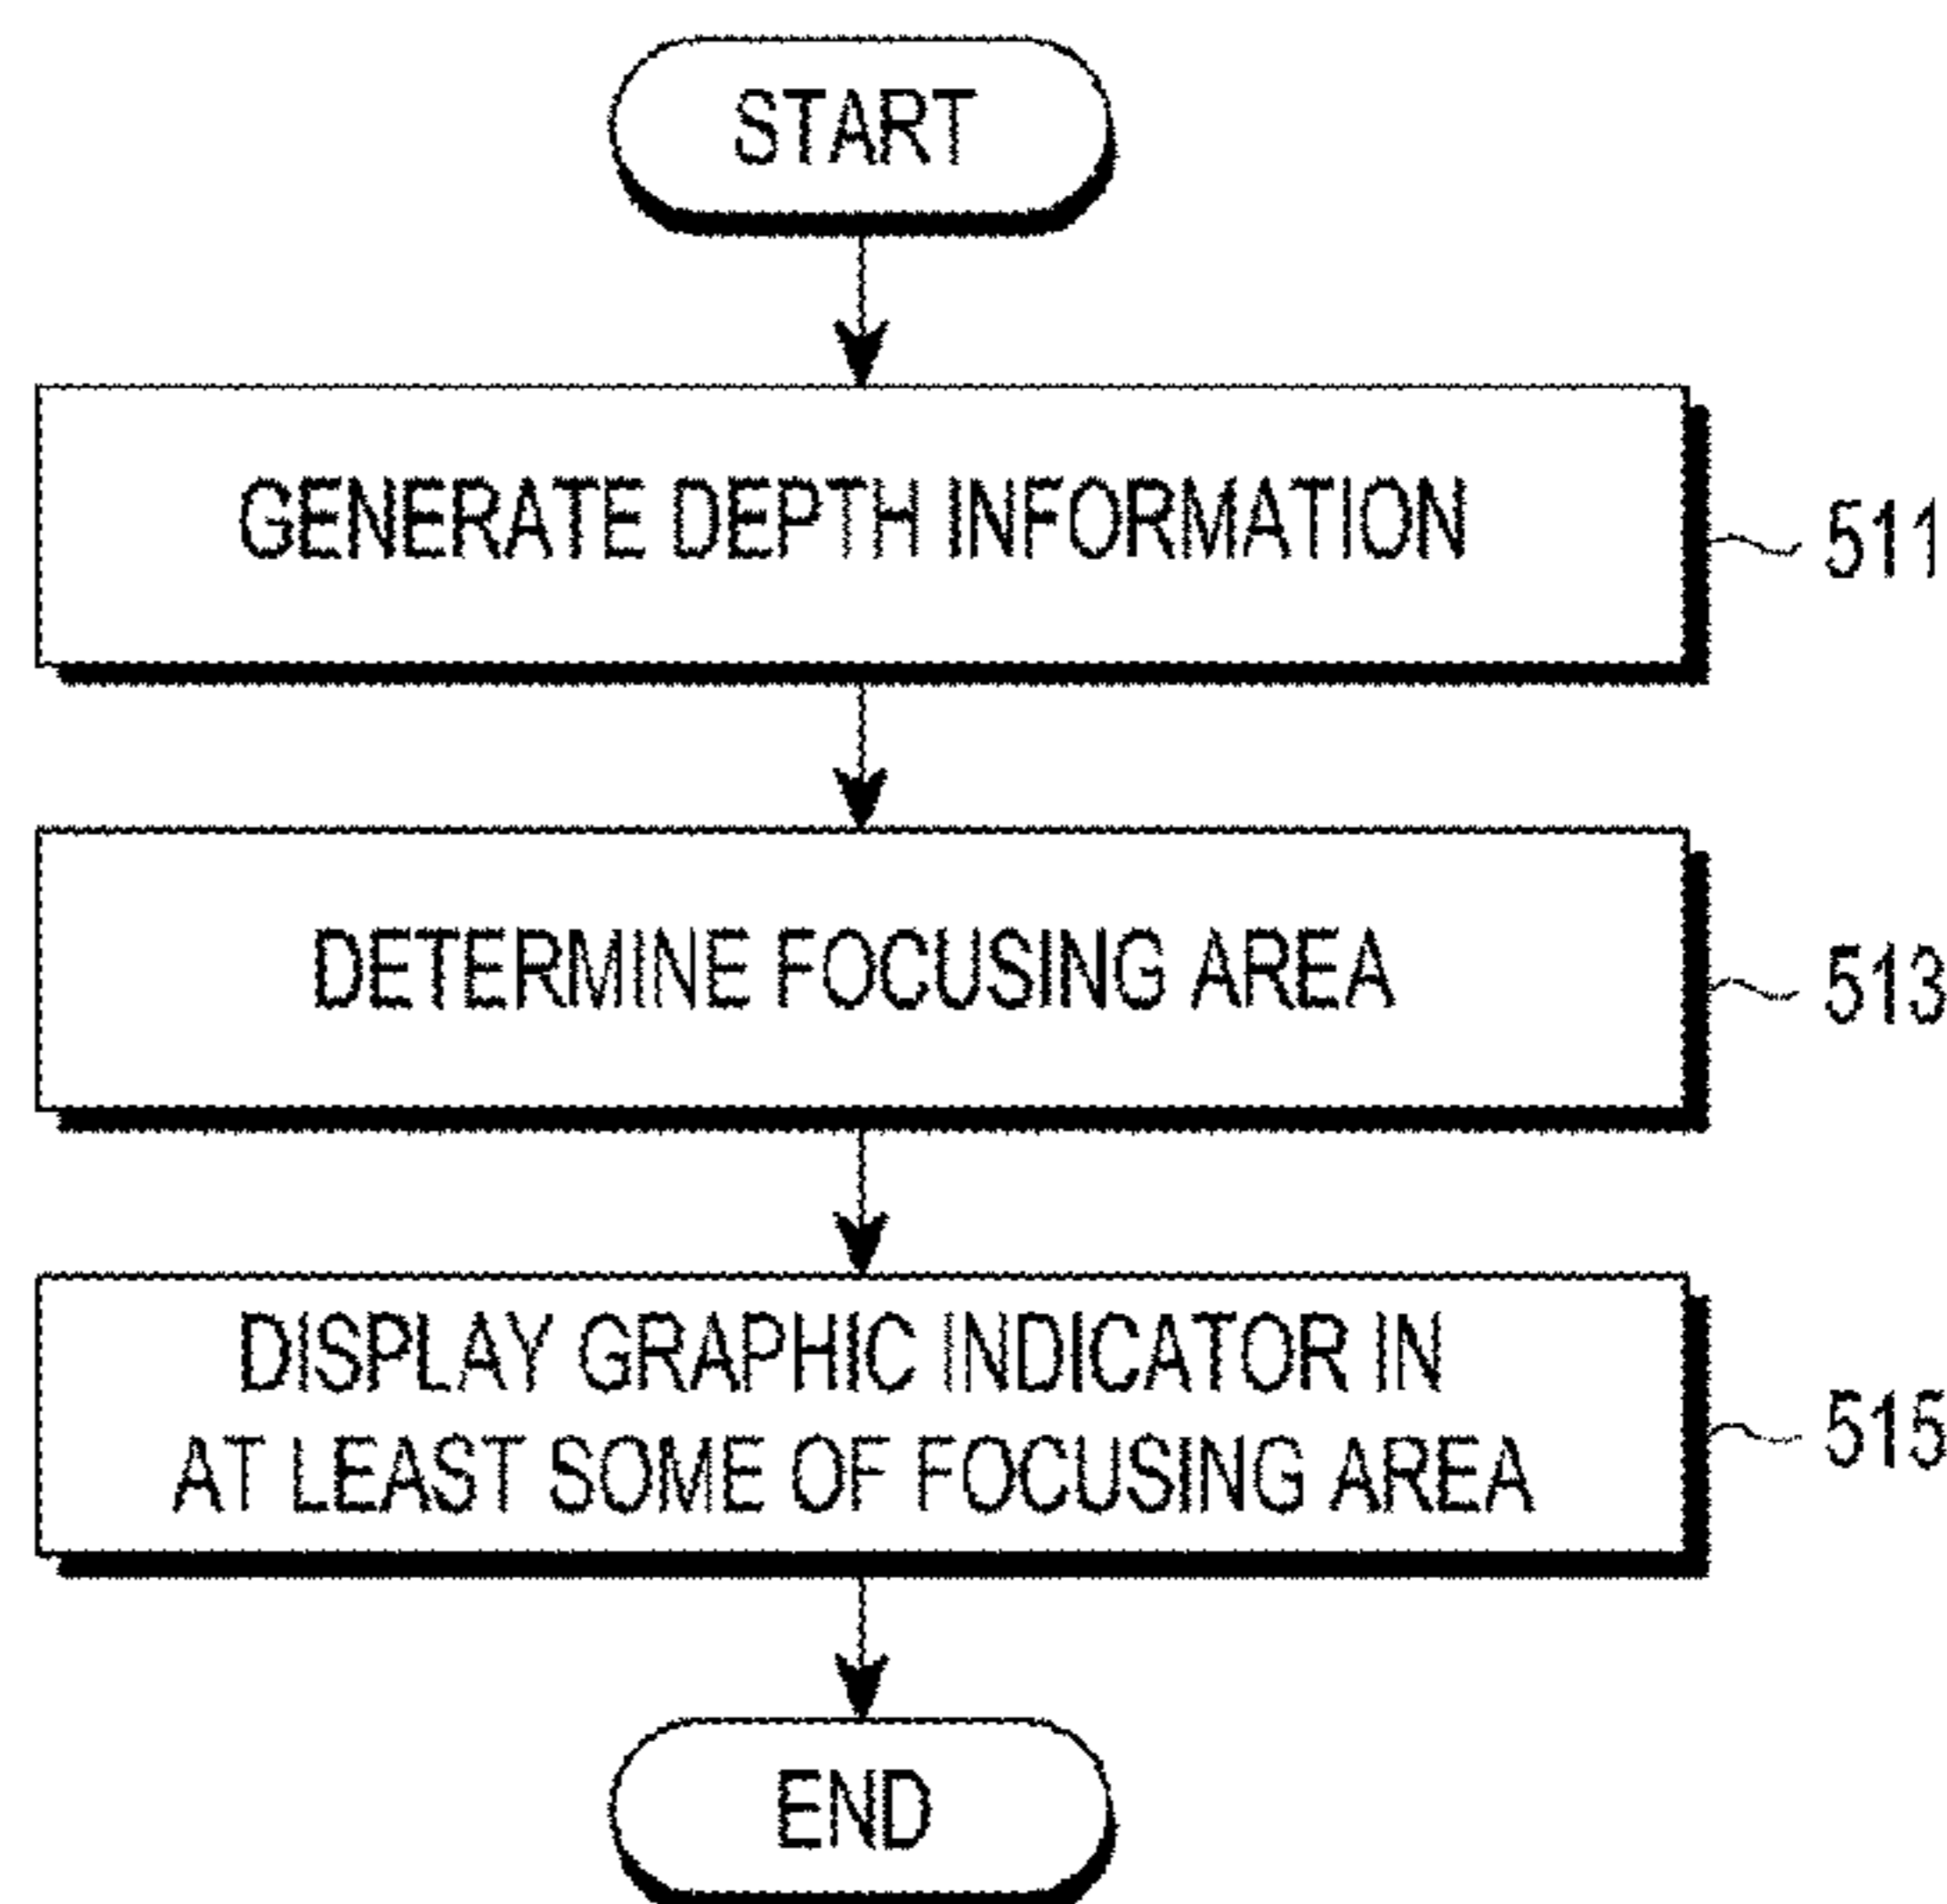 START
GENERATE DEPTH INFORMATION
511
DETERMINE FOCUSING AREA
513
DISPLAY GRAPHIC INDICATOR IN
AT LEAST SOME OF FOCUSING AREA
515
END